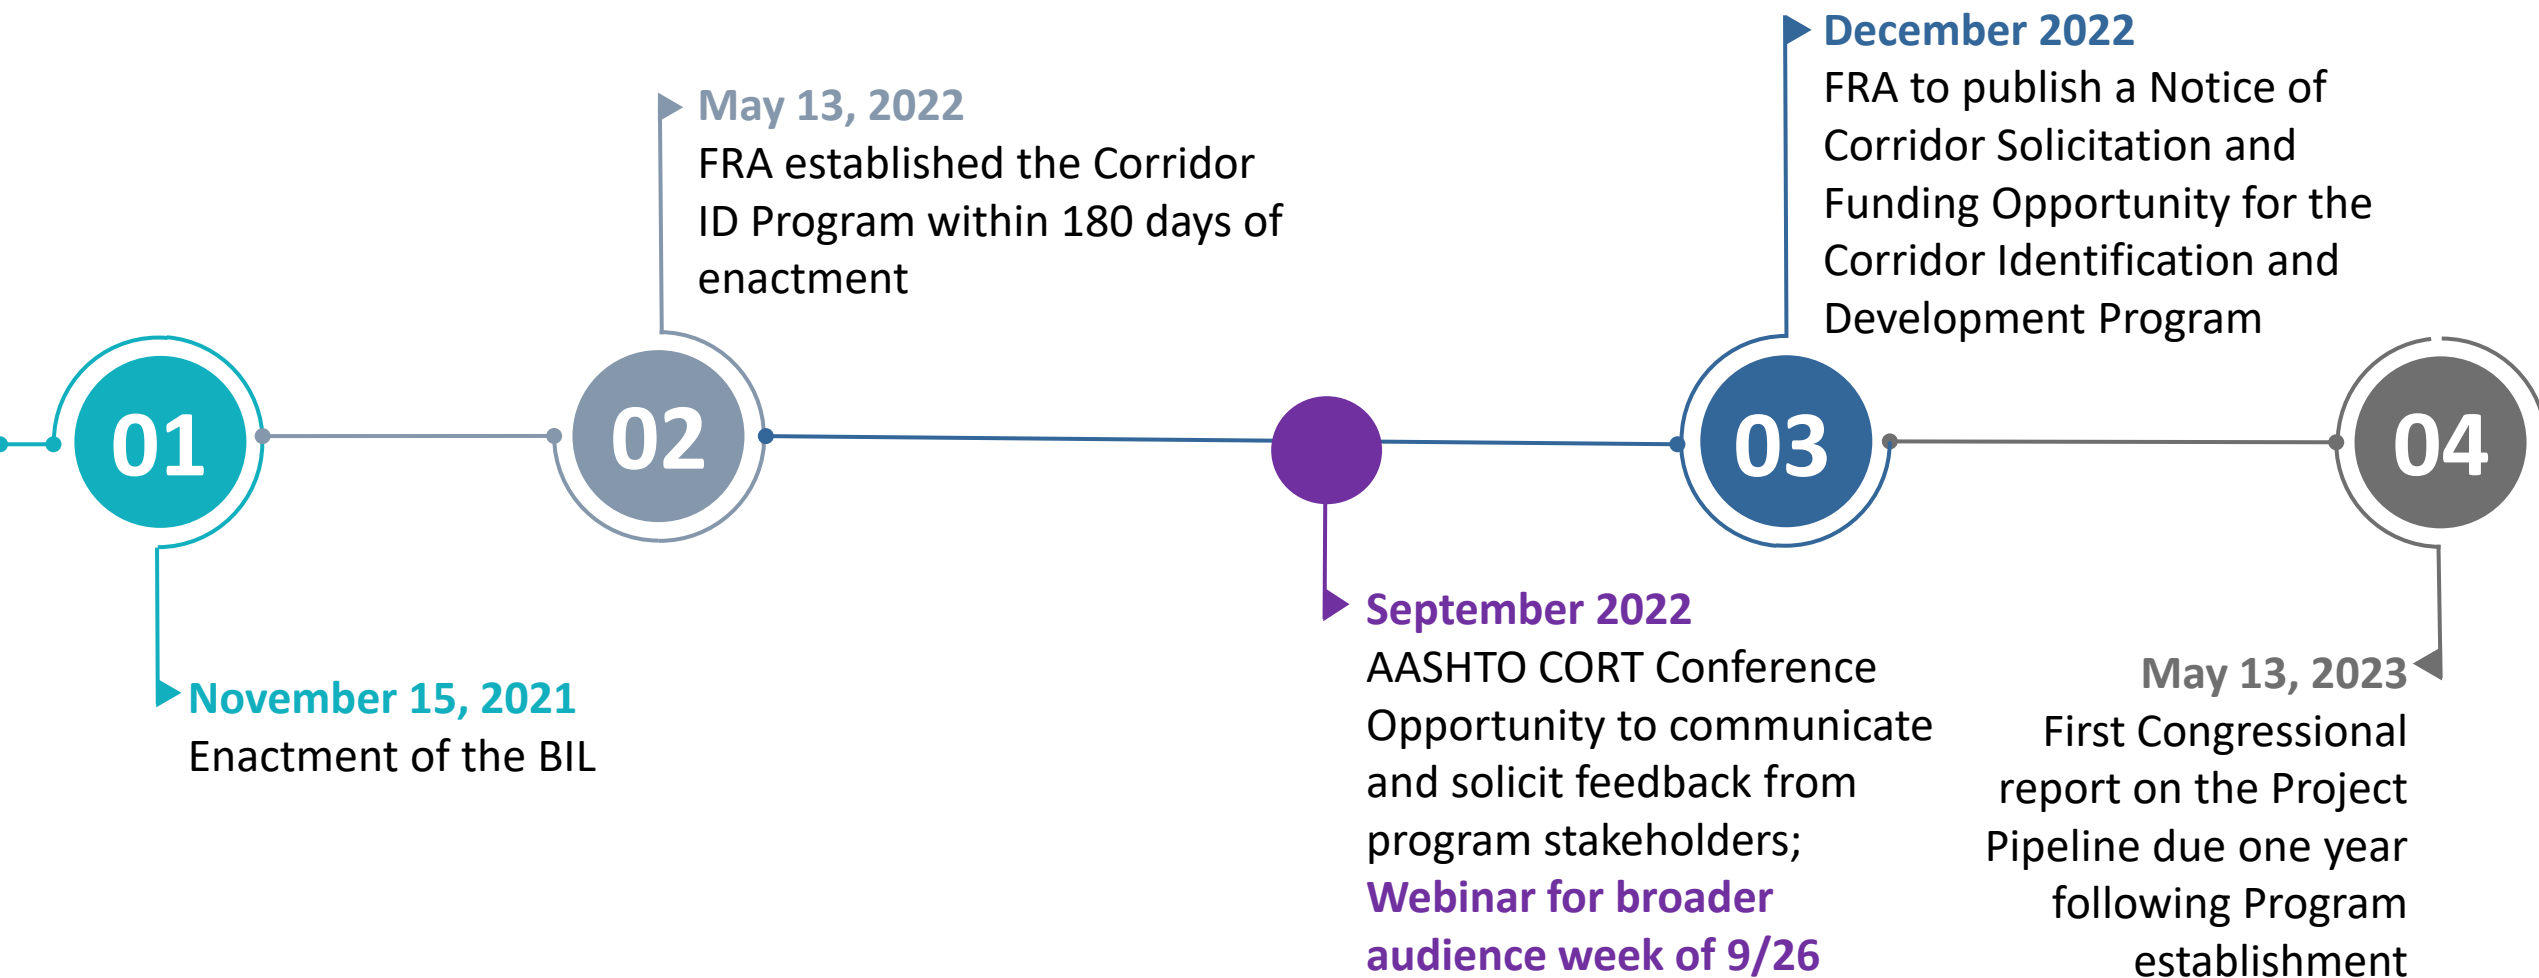 01
November 15, 2021
Enactment of the BIL
02
May 13, 2022
FRA established the Corridor
ID Program within 180 days of
enactment
September 2022
AASHTO CORT Conference
Opportunity to communicate
and solicit feedback from
program stakeholders;
Webinar for broader
audience week of 9/26
03
December 2022
FRA to publish a Notice of
Corridor Solicitation and
Funding Opportunity for the
Corridor Identification and
Development Program
04
May 13, 2023
First Congressional
report on the Project
Pipeline due one year
following Program
establishment